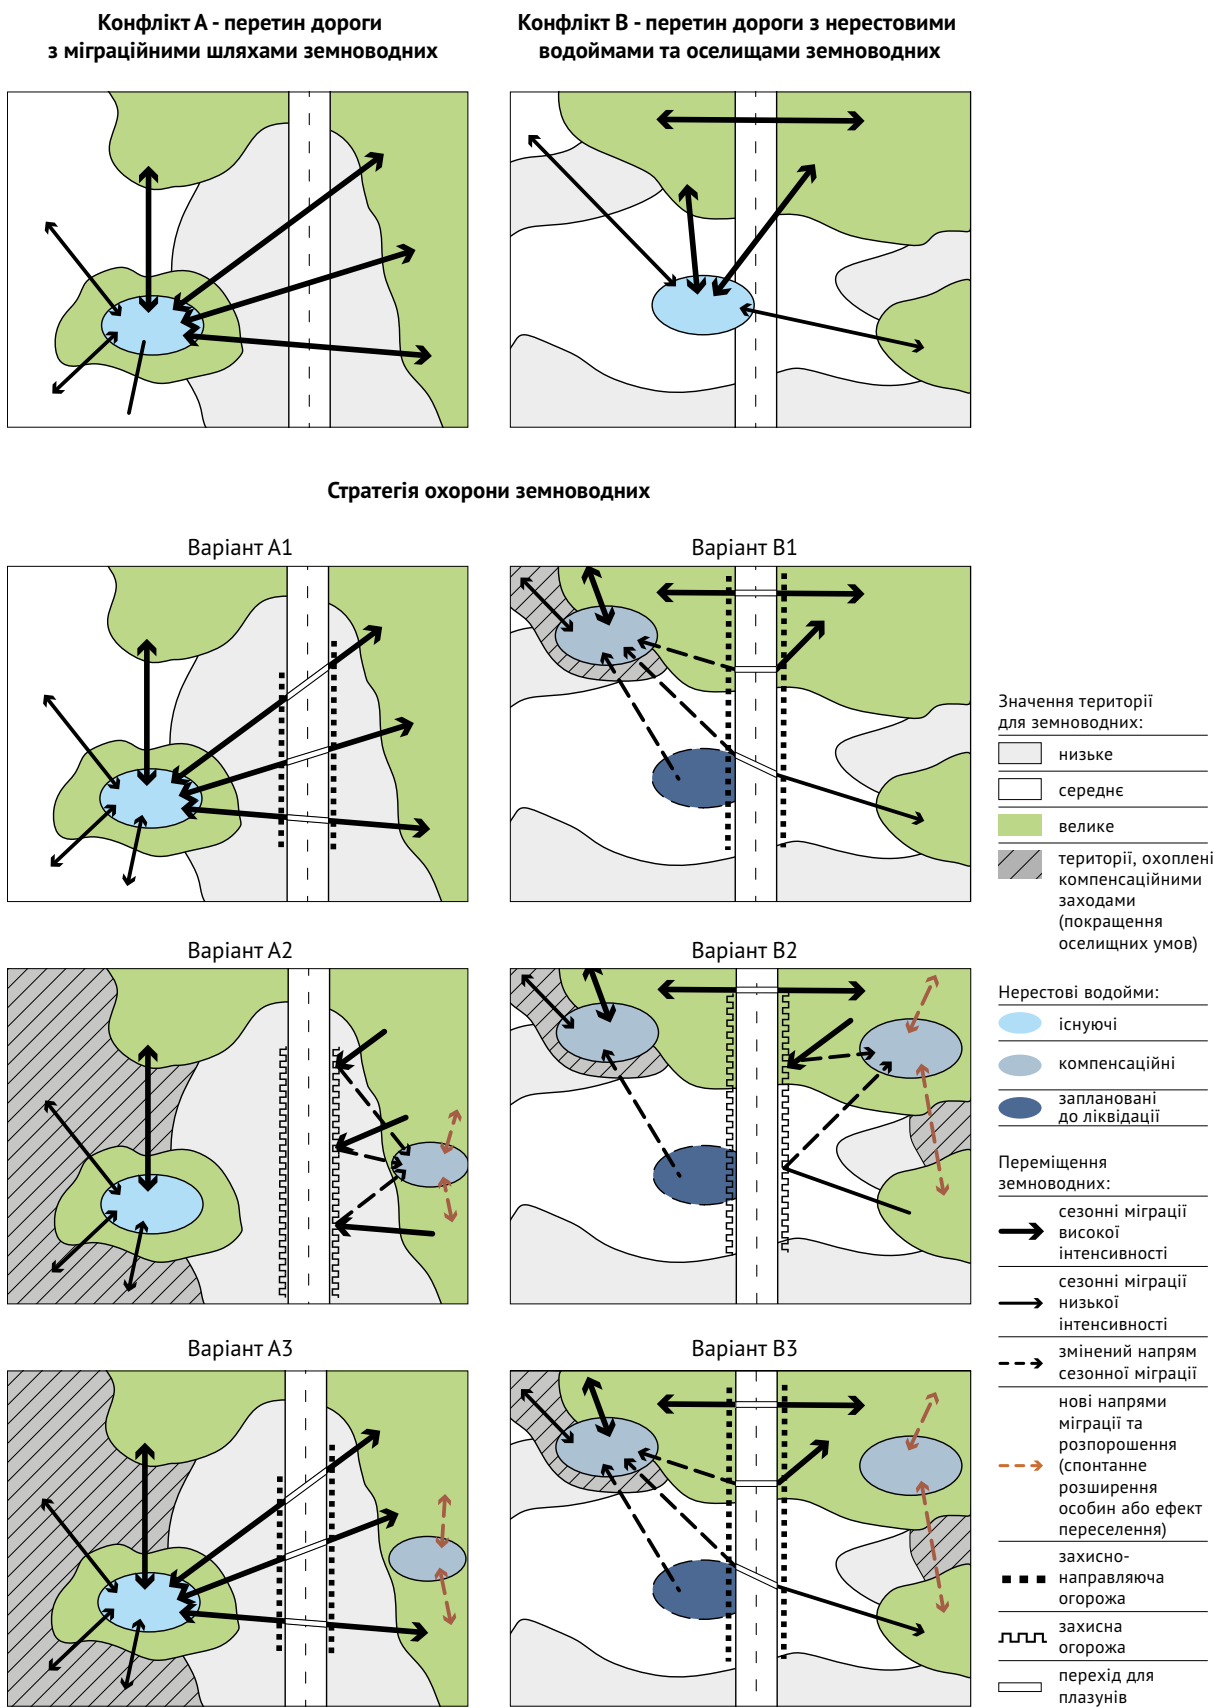 Конфлікт А - перетин дороги
з міграційними шляхами земноводних
Конфлікт В - перетин дороги з нерестовими
водоймами та оселищами земноводних
Стратегія охорони земноводних
Варіант А1
Варіант В1
Варіант А2
Варіант В2
Варіант А3
Варіант В3
Значення території
для земноводних:
низьке
середнє
велике
території, охоплені
компенсаційними
заходами
(покращення
оселищних умов)
Нерестові водойми:
існуючі
компенсаційні
заплановані
до ліквідації
Переміщення
земноводних:
сезонні міграції
високої
інтенсивності
сезонні міграції
низької
інтенсивності
змінений напрям
сезонної міграції
нові напрями
міграції та
розпорошення
(спонтанне
розширення
особин або ефект
переселення)
захисно-
направляюча
огорожа
захисна
огорожа
перехід для
плазунів